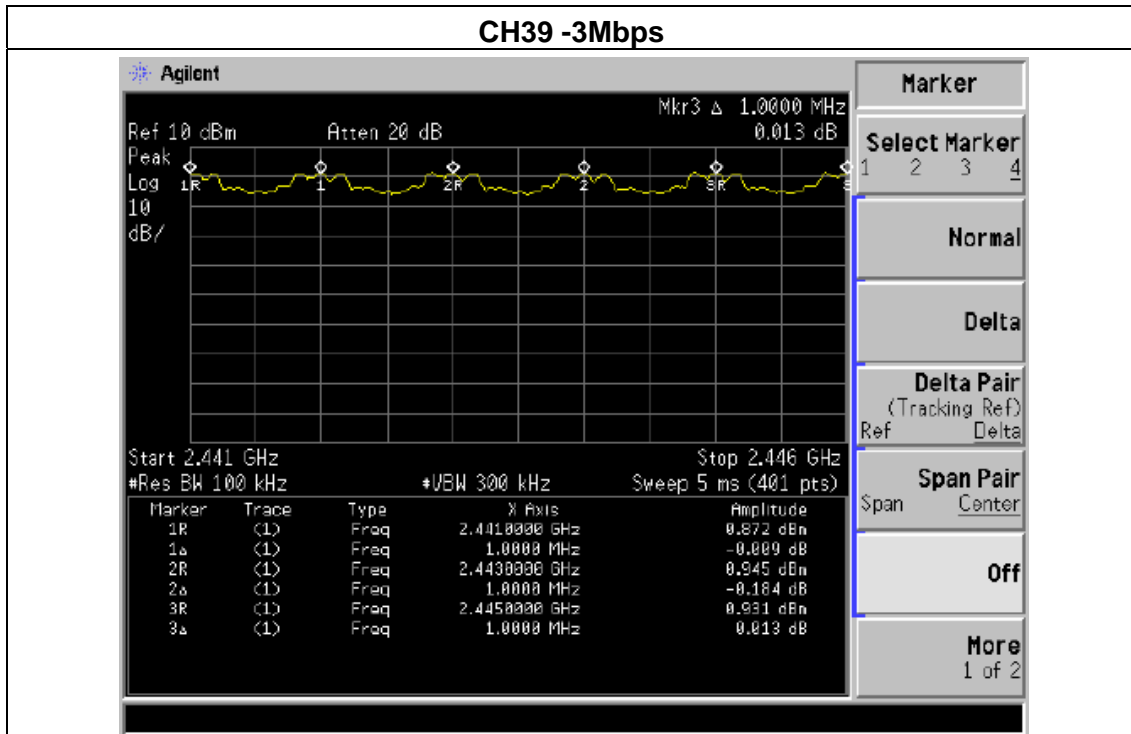 CH39 -3Mbps
Agilent
Marker
Mkr3 Δ 1.0000 MHz
Ref 10 dBm Atten 20 dB 0.013 dB
Peak
Log
10
dB/
1R 1 2R 2 3R 3
Start 2.441 GHz Stop 2.446 GHz
#Res BW 100 kHz #VBW 300 kHz Sweep 5 ms (401 pts)
Marker Trace Type X Axis Amplitude
1R (1) Freq 2.4410000 GHz 0.872 dBm
1Δ (1) Freq 1.0000 MHz -0.009 dB
2R (1) Freq 2.4430000 GHz 0.945 dBm
2Δ (1) Freq 1.0000 MHz -0.184 dB
3R (1) Freq 2.4450000 GHz 0.931 dBm
3Δ (1) Freq 1.0000 MHz 0.013 dB
Select Marker
1 2 3 4
Normal
Delta
Delta Pair
(Tracking Ref)
Ref Delta
Span Pair
Span Center
Off
More
1 of 2